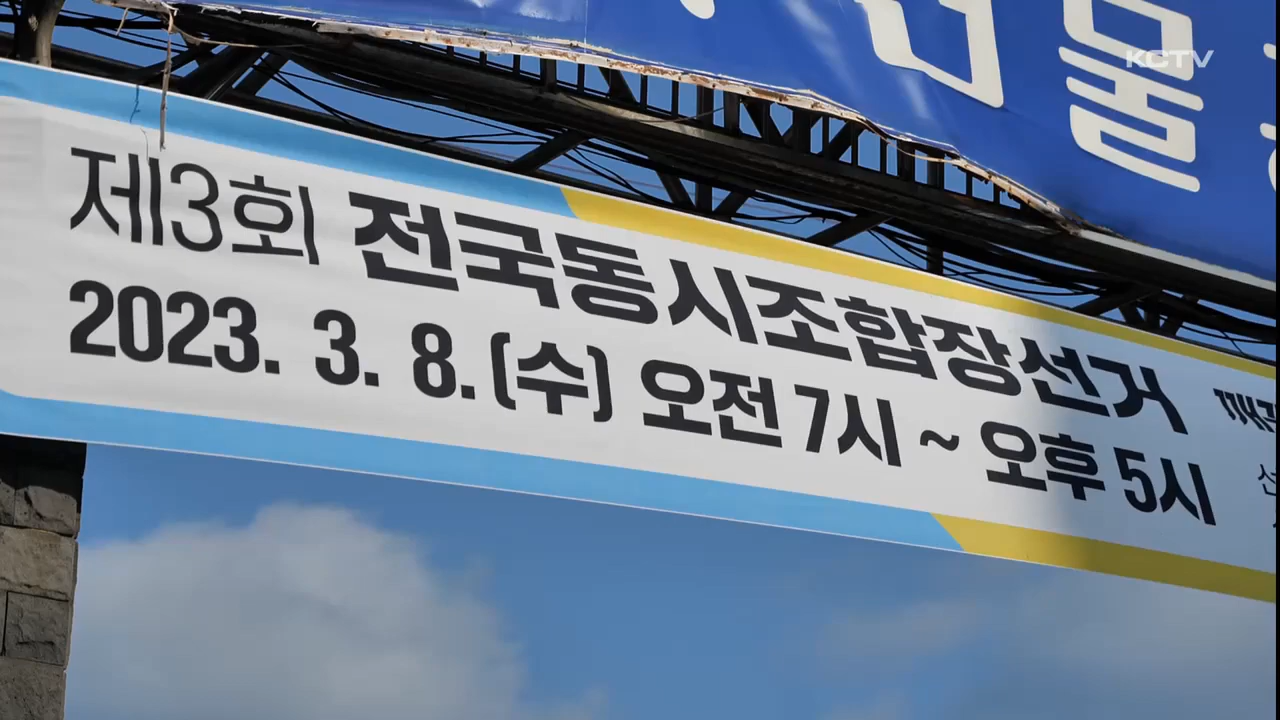 KCTV
물
제3회 전국동시조합장선거
2023. 3. 8.(수) 오전 7시 ~ 오후 5시